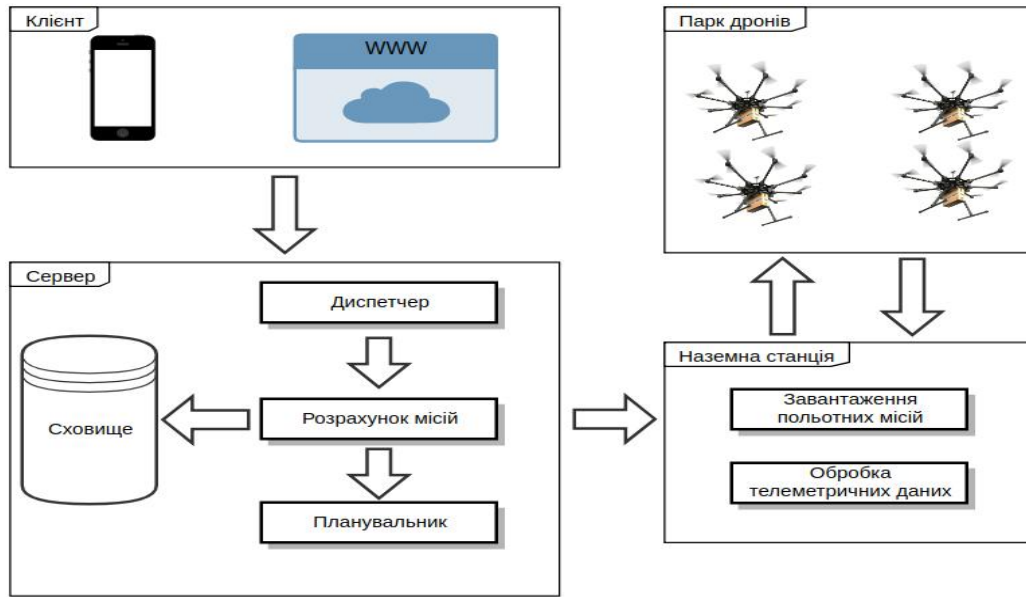 Клієнт
WWW
Парк дронів
Сервер
Диспетчер
Сховище
Розрахунок місій
Планувальник
Наземна станція
Завантаження
польотних місій
Обробка
телеметричних даних